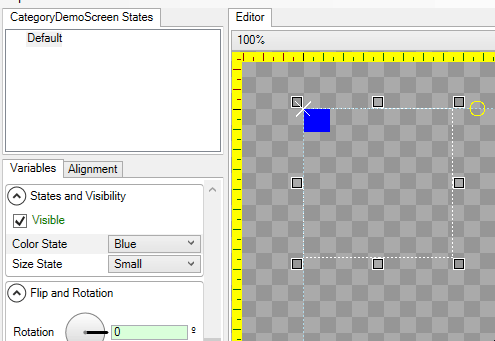 CategoryDemoScreen States
Default
Variables
Alignment
States and Visibility
Visible
Color State
Blue
Size State
Small
Flip and Rotation
Rotation
0
º
Editor
100%